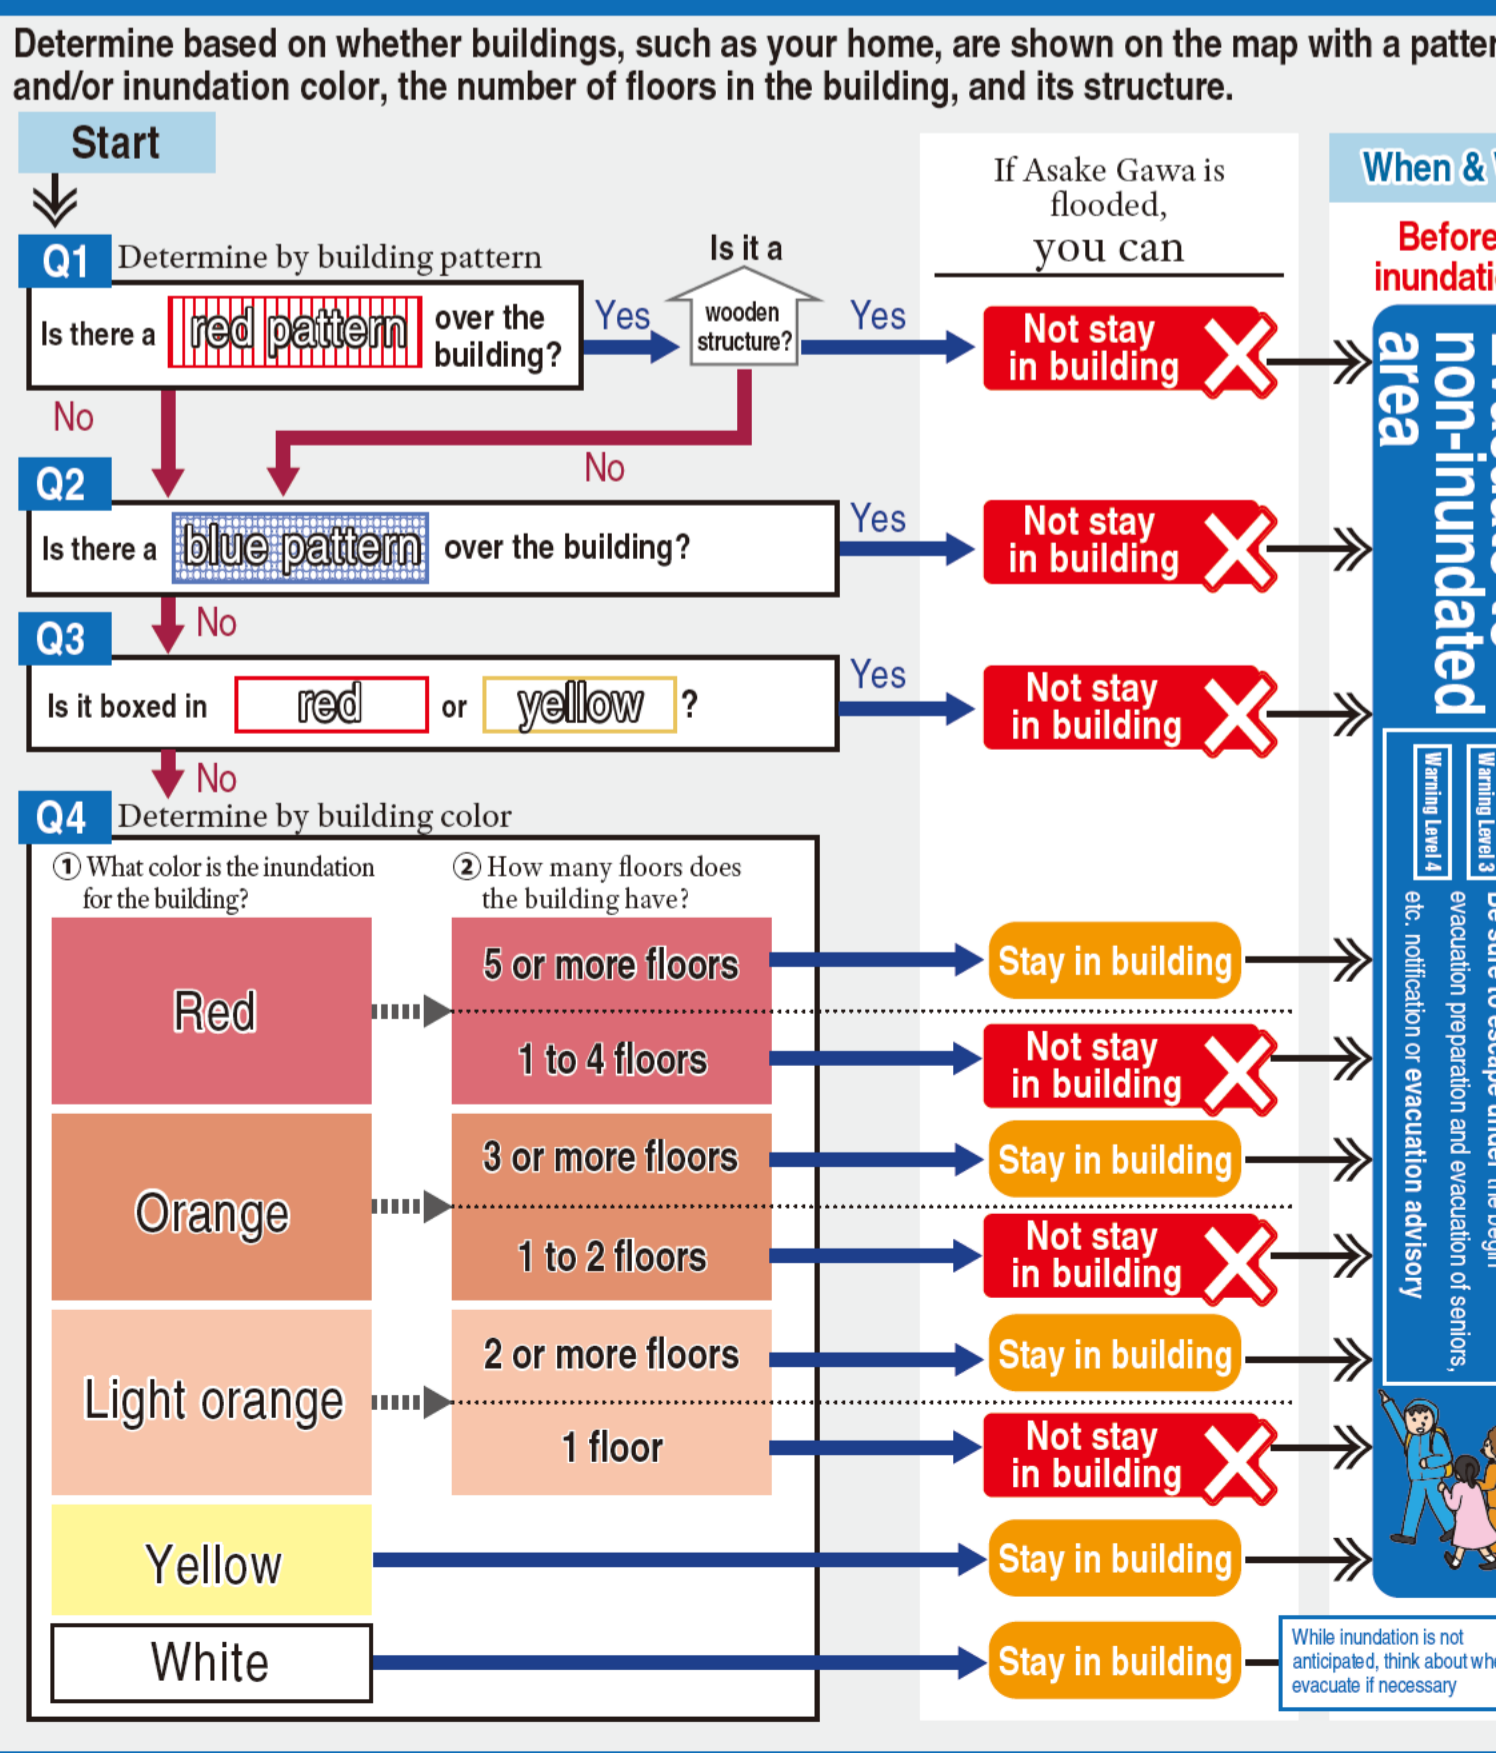 Determine based on whether buildings, such as your home, are shown on the map with a
and/or inundation color, the number of floors in the building, and its structure.
Start
Q1 Determine by building pattern
Is there a red pattern over the
building?
Yes
Is it a
wooden
structure?
Yes
No
No
If Asake Gawa is
flooded,
you can
Not stay
in building
Q2
Is there a blue pattern over the building?
Yes
Not stay
in building
No
Q3
Is it boxed in red or yellow ?
Yes
Not stay
in building
No
Q4 Determine by building color
① What color is the inundation
for the building?
② How many floors does
the building have?
Red
5 or more floors
Stay in building
1 to 4 floors
Not stay
in building
Orange
3 or more floors
Stay in building
1 to 2 floors
Not stay
in building
Light orange
2 or more floors
Stay in building
1 floor
Not stay
in building
Yellow
Stay in building
White
Stay in building
When &
Before
non-inundated
area
Warning Level 3
evacuation preparation and evacuation of seniors,
Warning Level 4
etc. notification or evacuation advisory
While inundation is not
anticipated, think about
evacuate if necessary